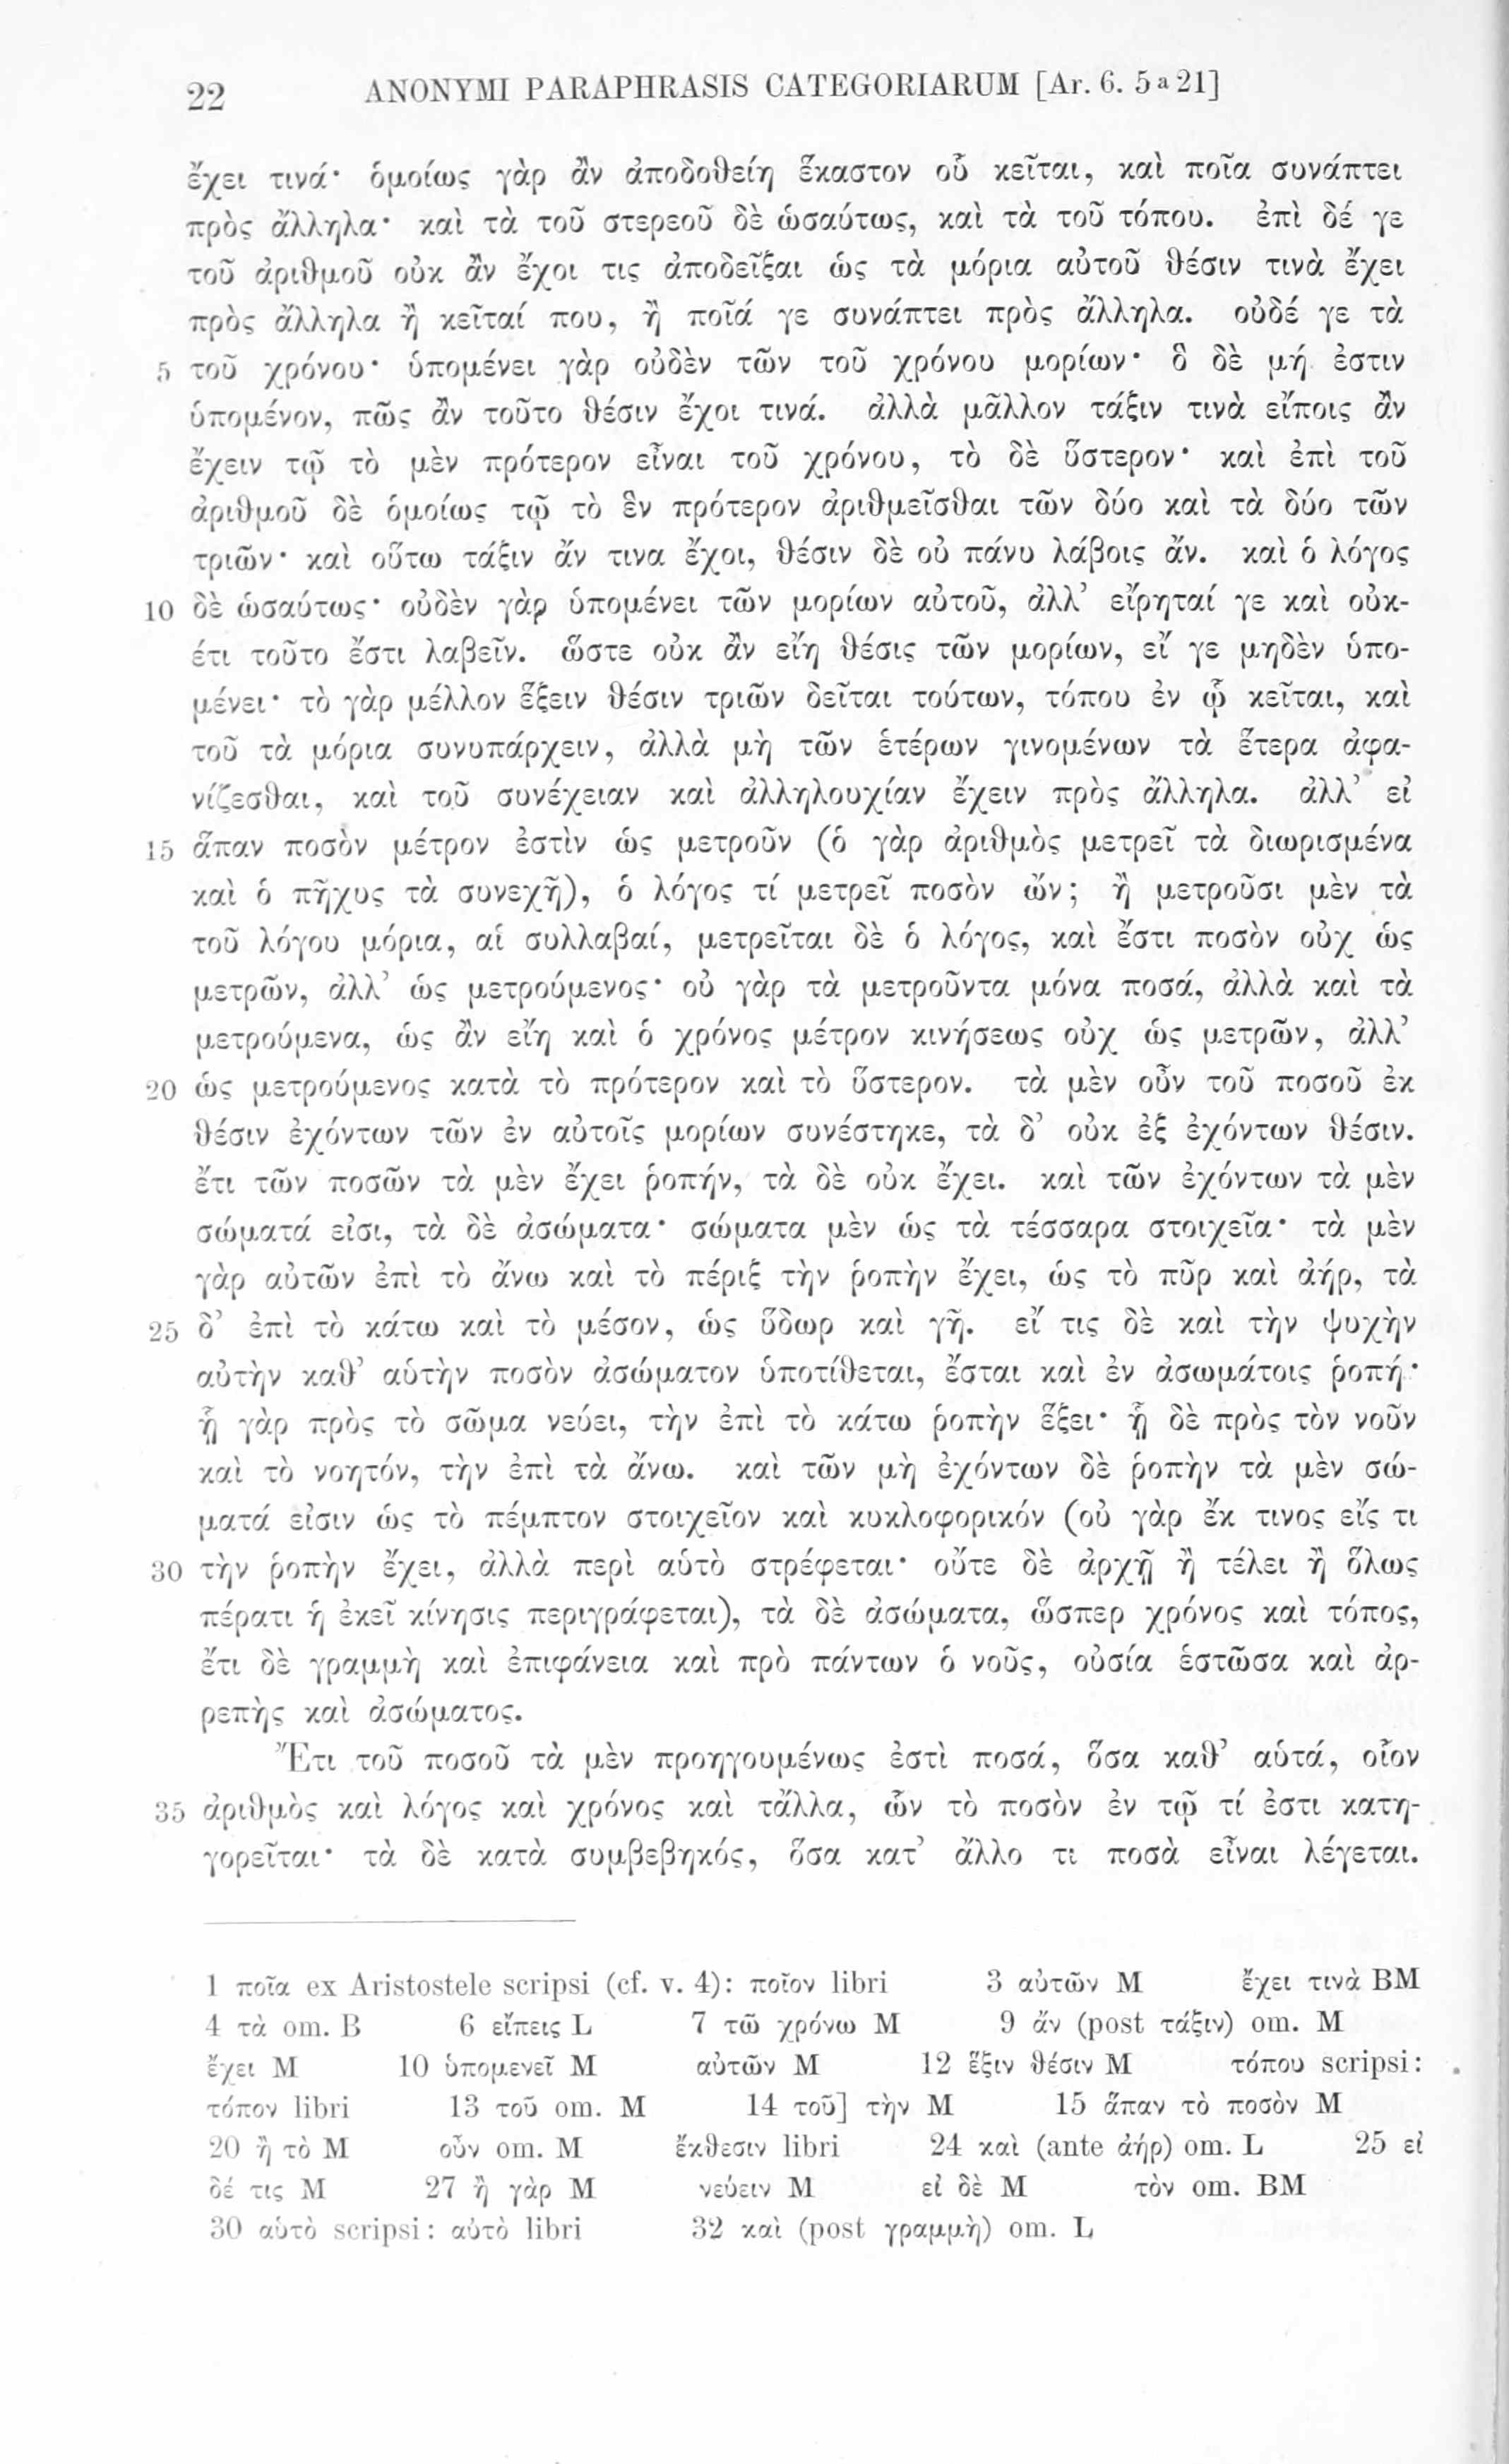 22 ANONYMI PARAPHRASIS CATEGORIARUM [Ar. 6. 5a21]
ἔχει τινά· ὁμοίως γὰρ ἂν ἀποδοθείη ἕκαστον οὗ κεῖται, καὶ ποῖα συνάπτει
πρὸς ἄλληλα· καὶ τὰ τοῦ στερεοῦ δὲ ὡσαύτως, καὶ τὰ τοῦ τόπου. ἐπὶ δέ γε
τοῦ ἀριθμοῦ οὐκ ἂν ἔχοι τις ἀποδεῖξαι ὡς τὰ μόρια αὐτοῦ θέσιν τινὰ ἔχει
πρὸς ἄλληλα ἢ κεῖταί που, ἢ ποῖά γε συνάπτει πρὸς ἄλληλα. οὐδέ γε τὰ
5 τοῦ χρόνου· ὑπομένει γὰρ οὐδὲν τῶν τοῦ χρόνου μορίων· ὃ δὲ μή ἐστιν
ὑπομένον, πῶς ἂν τοῦτο θέσιν ἔχοι τινά. ἀλλὰ μᾶλλον τάξιν τινὰ εἴποις ἂν
ἔχειν τῷ τὸ μὲν πρότερον εἶναι τοῦ χρόνου, τὸ δὲ ὕστερον· καὶ ἐπὶ τοῦ
ἀριθμοῦ δὲ ὁμοίως τῷ τὸ ἓν πρότερον ἀριθμεῖσθαι τῶν δύο καὶ τὰ δύο τῶν
τριῶν· καὶ οὕτω τάξιν ἄν τινα ἔχοι, θέσιν δὲ οὐ πάνυ λάβοις ἄν. καὶ ὁ λόγος
10 δὲ ὡσαύτως· οὐδὲν γὰρ ὑπομένει τῶν μορίων αὐτοῦ, ἀλλ’ εἴρηταί γε καὶ οὐκ-
έτι τοῦτο ἔστι λαβεῖν. ὥστε οὐκ ἂν εἴη θέσις τῶν μορίων, εἴ γε μηδὲν ὑπο-
μένει· τὸ γὰρ μέλλον ἕξειν θέσιν τριῶν δεῖται τούτων, τόπου ἐν ᾧ κεῖται, καὶ
τοῦ τὰ μόρια συνυπάρχειν, ἀλλὰ μὴ τῶν ἑτέρων γινομένων τὰ ἕτερα ἀφα-
νίζεσθαι, καὶ τοῦ συνέχειαν καὶ ἀλληλουχίαν ἔχειν πρὸς ἄλληλα. ἀλλ’ εἰ
15 ἅπαν ποσὸν μέτρον ἐστὶν ὡς μετροῦν (ὁ γὰρ ἀριθμὸς μετρεῖ τὰ διωρισμένα
καὶ ὁ πῆχυς τὰ συνεχῆ), ὁ λόγος τί μετρεῖ ποσὸν ὤν; ἢ μετροῦσι μὲν τὰ
τοῦ λόγου μόρια, αἱ συλλαβαί, μετρεῖται δὲ ὁ λόγος, καὶ ἔστι ποσὸν οὐχ ὡς
μετρῶν, ἀλλ’ ὡς μετρούμενος· οὐ γὰρ τὰ μετροῦντα μόνα ποσά, ἀλλὰ καὶ τὰ
μετρούμενα, ὡς ἂν εἴη καὶ ὁ χρόνος μέτρον κινήσεως οὐχ ὡς μετρῶν, ἀλλ’
20 ὡς μετρούμενος κατὰ τὸ πρότερον καὶ τὸ ὕστερον. τὰ μὲν οὖν τοῦ ποσοῦ ἐκ
θέσιν ἐχόντων τῶν ἐν αὐτοῖς μορίων συνέστηκε, τὰ δ’ οὐκ ἐξ ἐχόντων θέσιν.
ἔτι τῶν ποσῶν τὰ μὲν ἔχει ῥοπήν, τὰ δὲ οὐκ ἔχει. καὶ τῶν ἐχόντων τὰ μὲν
σώματά εἰσι, τὰ δὲ ἀσώματα· σώματα μὲν ὡς τὰ τέσσαρα στοιχεῖα· τὰ μὲν
γὰρ αὐτῶν ἐπὶ τὸ ἄνω καὶ τὸ πέριξ τὴν ῥοπὴν ἔχει, ὡς τὸ πῦρ καὶ ἀήρ, τὰ
25 δ’ ἐπὶ τὸ κάτω καὶ τὸ μέσον, ὡς ὕδωρ καὶ γῆ. εἴ τις δὲ καὶ τὴν ψυχὴν
αὐτὴν καθ’ αὑτὴν ποσὸν ἀσώματον ὑποτίθεται, ἔσται καὶ ἐν ἀσωμάτοις ῥοπή·
ᾗ γὰρ πρὸς τὸ σῶμα νεύει, τὴν ἐπὶ τὸ κάτω ῥοπὴν ἕξει· ᾗ δὲ πρὸς τὸν νοῦν
καὶ τὸ νοητόν, τὴν ἐπὶ τὰ ἄνω. καὶ τῶν μὴ ἐχόντων δὲ ῥοπὴν τὰ μὲν σώ-
ματά εἰσιν ὡς τὸ πέμπτον στοιχεῖον καὶ κυκλοφορικόν (οὐ γὰρ ἔκ τινος εἴς τι
30 τὴν ῥοπὴν ἔχει, ἀλλὰ περὶ αὑτὸ στρέφεται· οὔτε δὲ ἀρχῇ ἢ τέλει ἢ ὅλως
πέρατι ἡ ἐκεῖ κίνησις περιγράφεται), τὰ δὲ ἀσώματα, ὥσπερ χρόνος καὶ τόπος,
ἔτι δὲ γραμμὴ καὶ ἐπιφάνεια καὶ πρὸ πάντων ὁ νοῦς, οὐσία ἑστῶσα καὶ ἀρ-
ρεπὴς καὶ ἀσώματος.
Ἔτι τοῦ ποσοῦ τὰ μὲν προηγουμένως ἐστὶ ποσά, ὅσα καθ’ αὑτά, οἷον
35 ἀριθμὸς καὶ λόγος καὶ χρόνος καὶ τἄλλα, ὧν τὸ ποσὸν ἐν τῷ τί ἐστι κατη-
γορεῖται· τὰ δὲ κατὰ συμβεβηκός, ὅσα κατ’ ἄλλο τι ποσὰ εἶναι λέγεται.
1 ποῖα ex Aristostele scripsi (cf. v. 4): ποῖον libri 3 αὐτῶν M ἔχει τινὰ BM
4 τὰ om. B 6 εἴπεις L 7 τῶ χρόνω M 9 ἄν (post τάξιν) om. M
ἔχει M 10 ὑπομενεῖ M αὐτῶν M 12 ἕξιν θέσιν M τόπου scripsi:
τόπον libri 13 τοῦ om. M 14 τοῦ] τὴν M 15 ἅπαν τὸ ποσὸν M
20 ἢ τὸ M οὖν om. M ἔκθεσιν libri 24 καὶ (ante ἀήρ) om. L 25 εἰ
δέ τις M 27 ἢ γὰρ M νεύειν M εἰ δὲ M τὸν om. BM
30 αὑτὸ scripsi: αὐτὸ libri 32 καὶ (post γραμμὴ) om. L